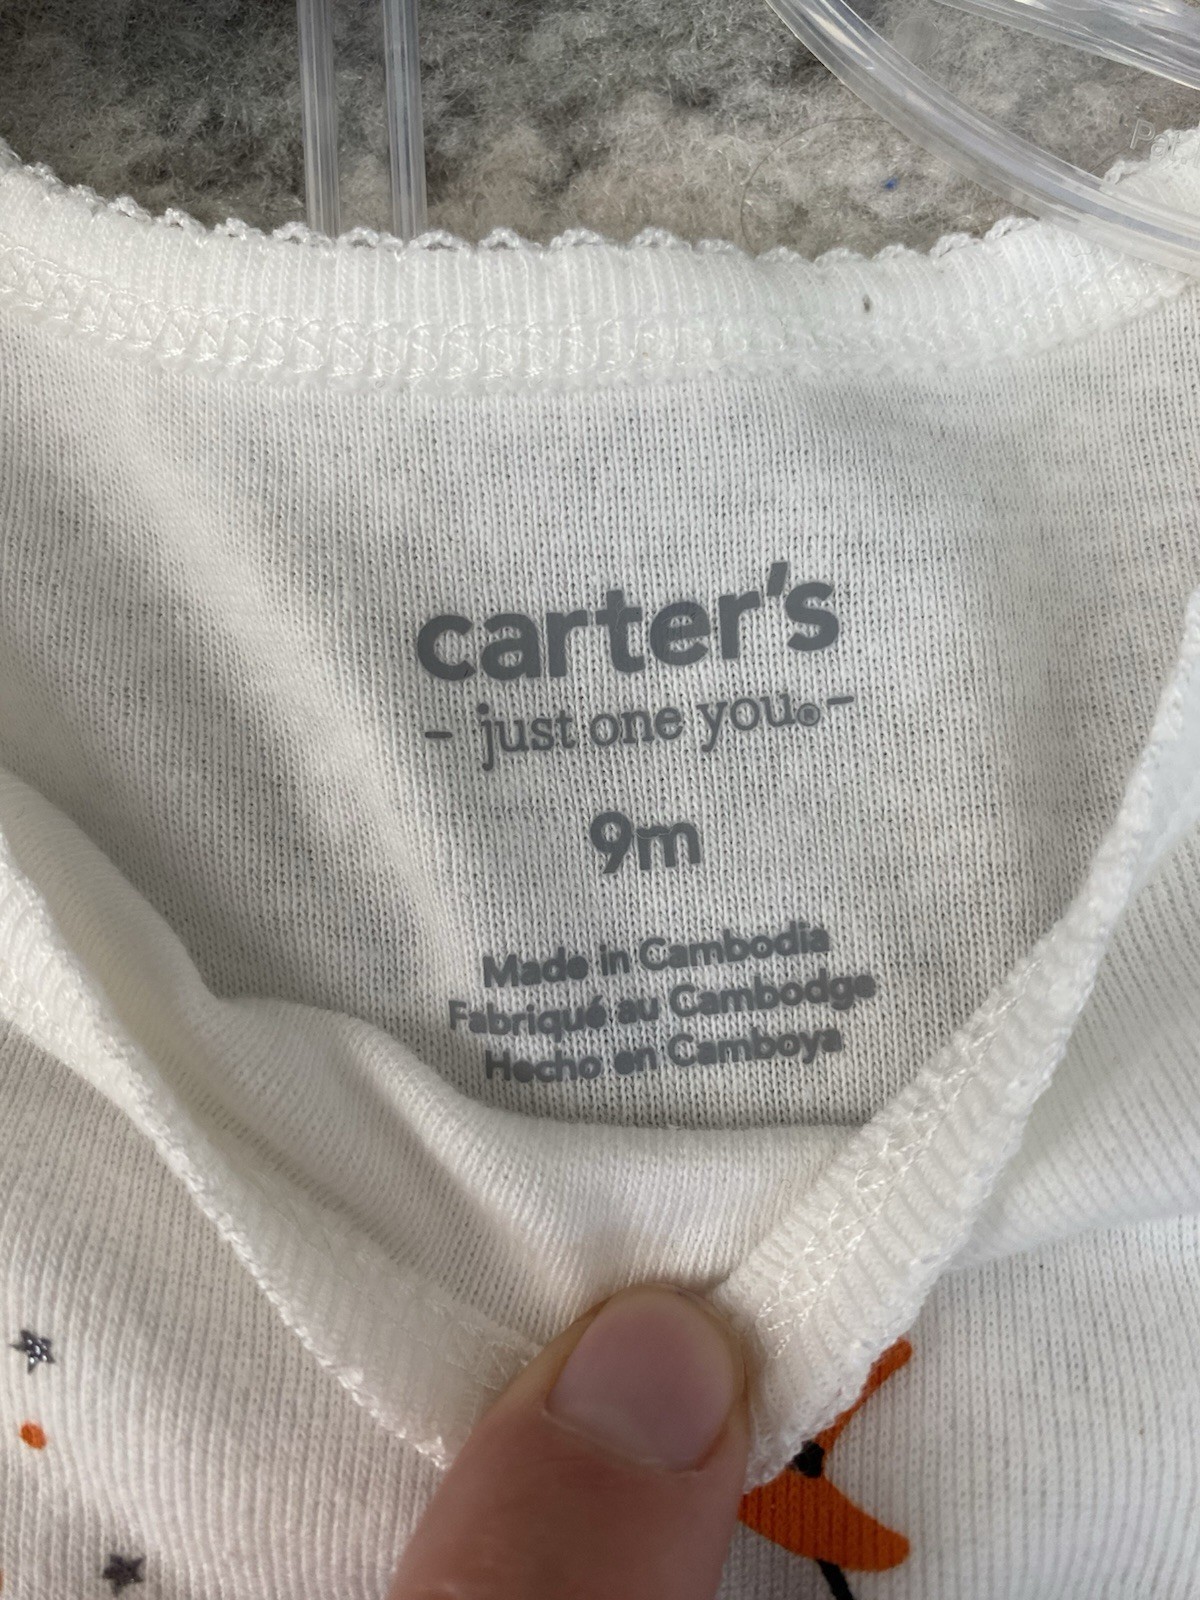 carter's
- just one you® -
9m
Made in Cambodia
Fabriqué au Cambodge
Hecho en Camboya